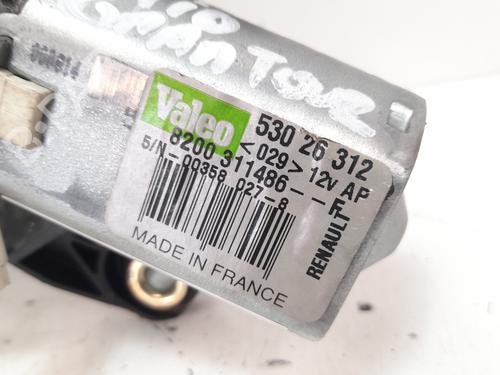 GRAN TOUR
Valeo
530 26 312
<029> 12V AP
8200 311486--F
S/N-00358 027-8
RENAULT
MADE IN FRANCE